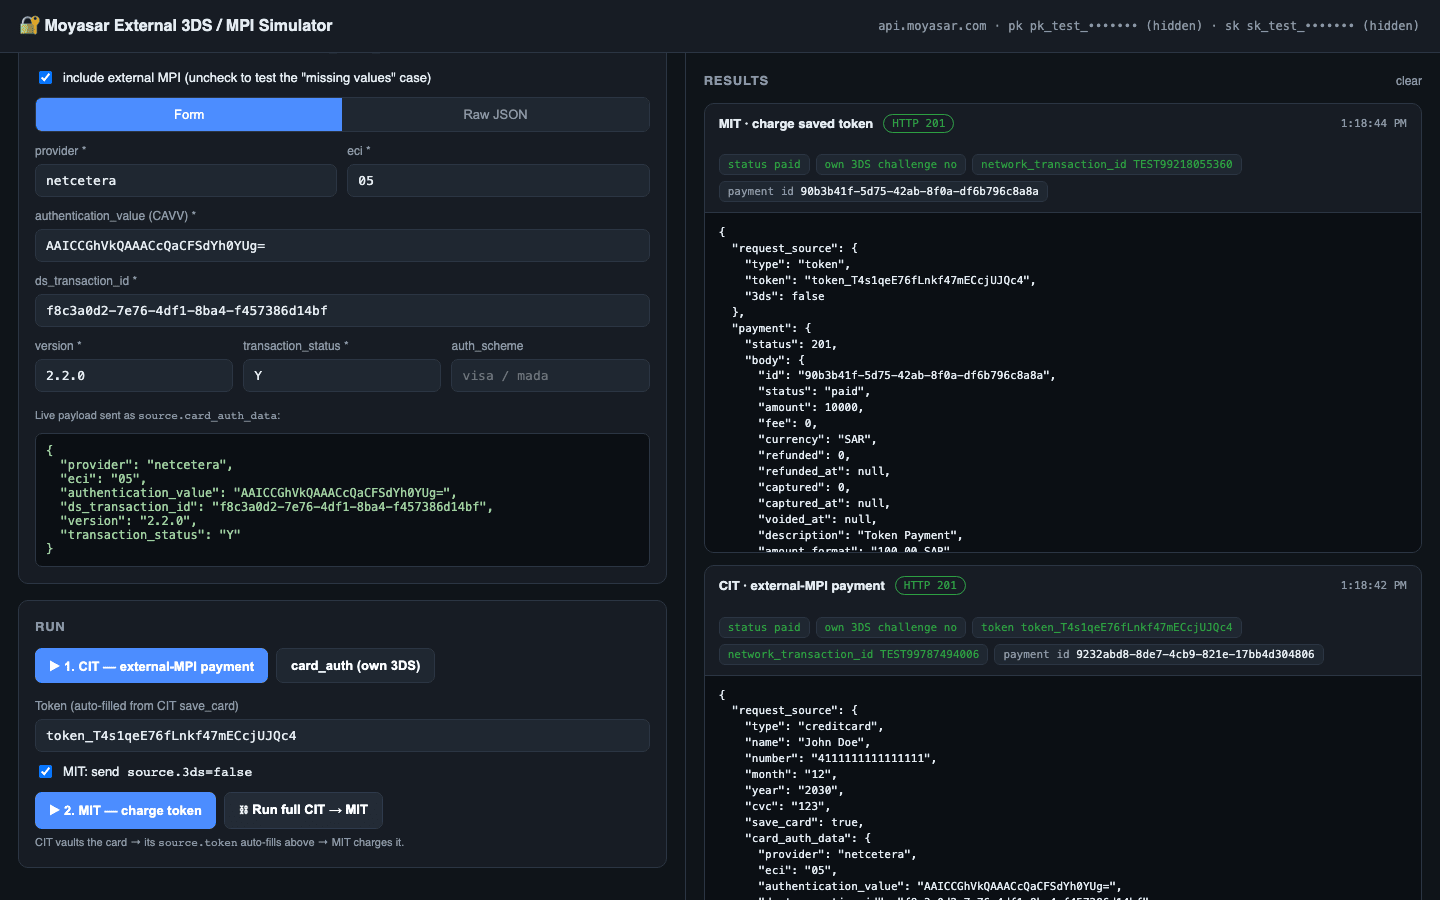 🔐 Moyasar External 3DS / MPI Simulator
api.moyasar.com · pk pk_test_••••••• (hidden) · sk sk_test_••••••• (hidden)
include external MPI (uncheck to test the "missing values" case)
Form Raw JSON
provider * eci *
netcetera 05
authentication_value (CAVV) *
AAICCGhVkQAAACcQaCFSdYh0YUg=
ds_transaction_id *
f8c3a0d2-7e76-4df1-8ba4-f457386d14bf
version * transaction_status * auth_scheme
2.2.0 Y visa / mada
Live payload sent as source.card_auth_data:
{
"provider": "netcetera",
"eci": "05",
"authentication_value": "AAICCGhVkQAAACcQaCFSdYh0YUg=",
"ds_transaction_id": "f8c3a0d2-7e76-4df1-8ba4-f457386d14bf",
"version": "2.2.0",
"transaction_status": "Y"
}
RUN
▶ 1. CIT — external-MPI payment card_auth (own 3DS)
Token (auto-filled from CIT save_card)
token_T4s1qeE76fLnkf47mECcjUJQc4
MIT: send source.3ds=false
▶ 2. MIT — charge token ⛓ Run full CIT → MIT
CIT vaults the card → its source.token auto-fills above → MIT charges it.
RESULTS clear
MIT · charge saved token HTTP 201 1:18:44 PM
status paid own 3DS challenge no network_transaction_id TEST99218055360
payment id 90b3b41f-5d75-42ab-8f0a-df6b796c8a8a
{
"request_source": {
"type": "token",
"token": "token_T4s1qeE76fLnkf47mECcjUJQc4",
"3ds": false
},
"payment": {
"status": 201,
"body": {
"id": "90b3b41f-5d75-42ab-8f0a-df6b796c8a8a",
"status": "paid",
"amount": 10000,
"fee": 0,
"currency": "SAR",
"refunded": 0,
"refunded_at": null,
"captured": 0,
"captured_at": null,
"voided_at": null,
"description": "Token Payment",
"amount_format": "100.00 SAR"
CIT · external-MPI payment HTTP 201 1:18:42 PM
status paid own 3DS challenge no token token_T4s1qeE76fLnkf47mECcjUJQc4
network_transaction_id TEST99787494006 payment id 9232abd8-8de7-4cb9-821e-17bb4d304806
{
"request_source": {
"type": "creditcard",
"name": "John Doe",
"number": "4111111111111111",
"month": "12",
"year": "2030",
"cvc": "123",
"save_card": true,
"card_auth_data": {
"provider": "netcetera",
"eci": "05",
"authentication_value": "AAICCGhVkQAAACcQaCFSdYh0YUg=",